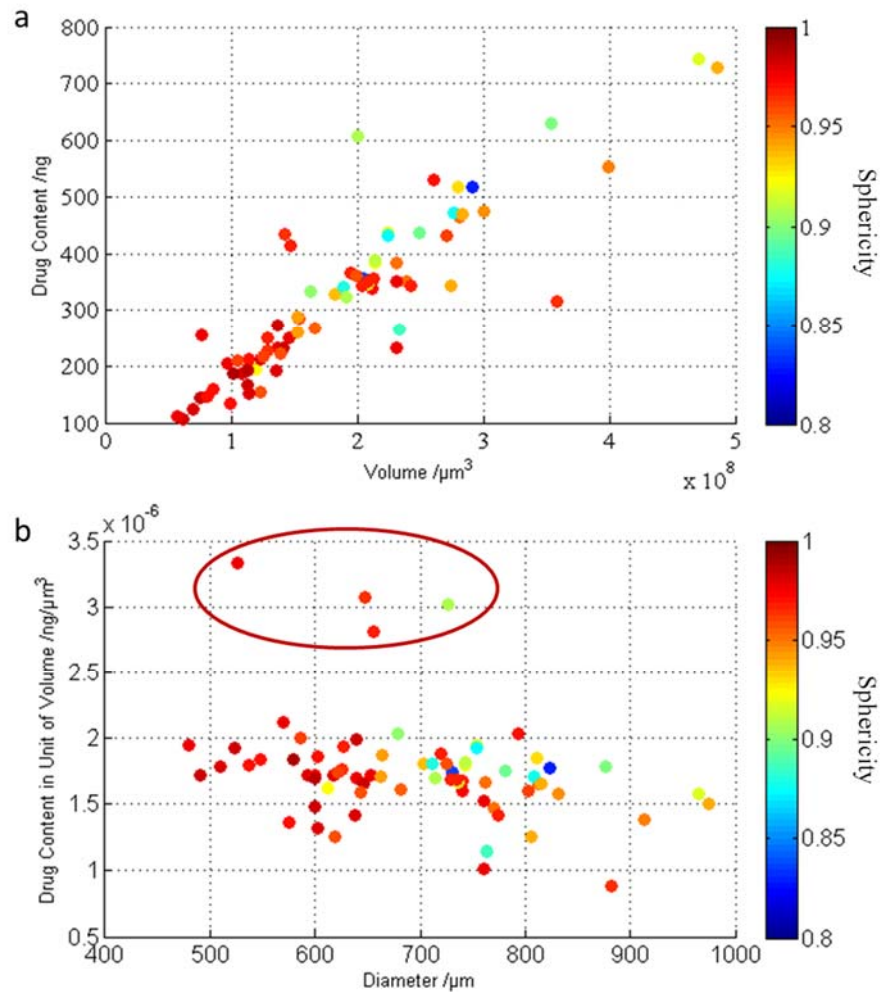 a
800
700
600
500
400
300
200
100
Drug Content /ng
0 1 2 3 4 5
Volume /µm³
x 10⁸
1
0.95
0.9
0.85
0.8
Sphericity
b
x 10⁻⁶
3.5
3
2.5
2
1.5
1
0.5
Drug Content in Unit of Volume /ng/µm³
400 500 600 700 800 900 1000
Diameter /µm
1
0.95
0.9
0.85
0.8
Sphericity